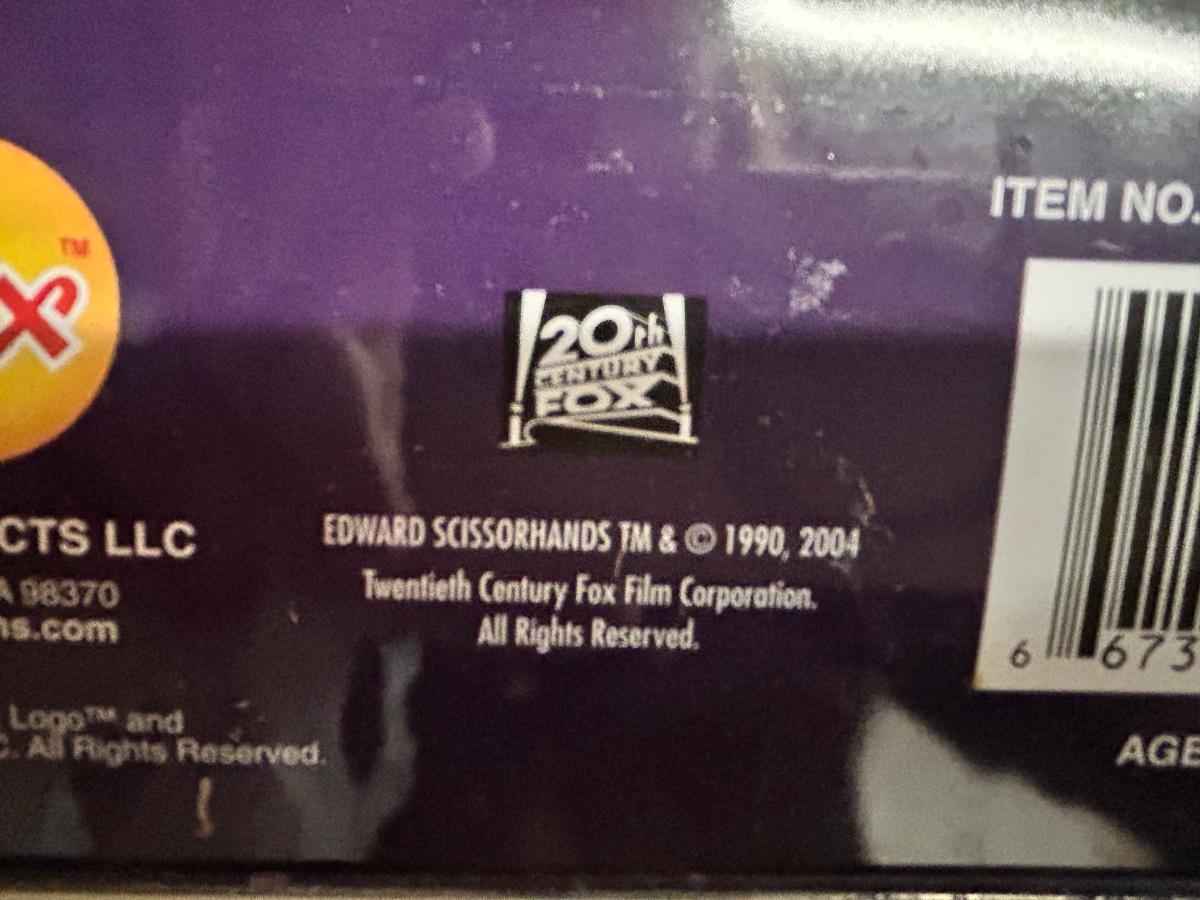 TM
x
ITEM NO.
20th
CENTURY
FOX
CTS LLC
A 98370
ns.com
EDWARD SCISSORHANDS TM & © 1990, 2004
Twentieth Century Fox Film Corporation.
All Rights Reserved.
Logo™ and
C. All Rights Reserved.
6 673
AGE